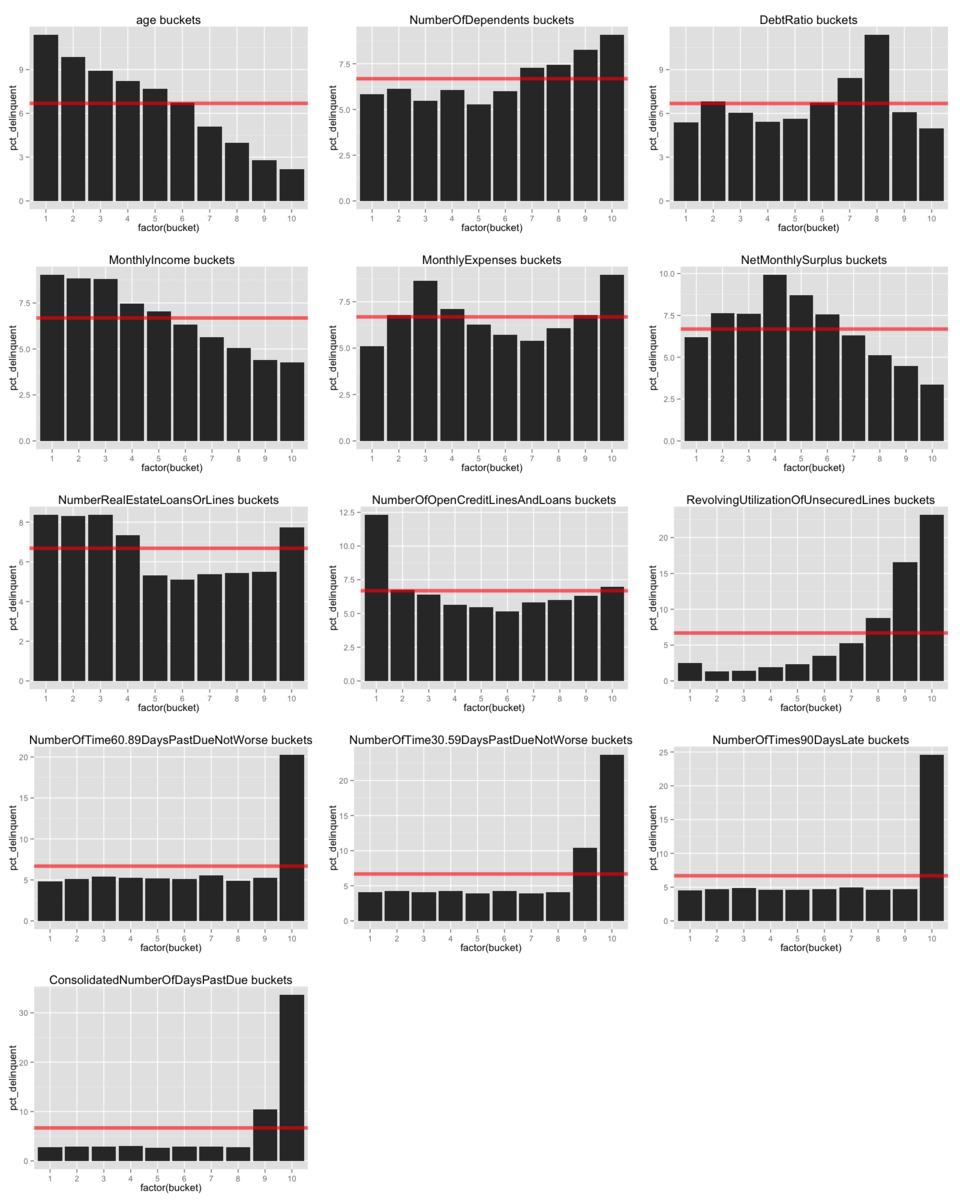 age buckets
pct_delinquent
9
6
3
0
1 2 3 4 5 6 7 8 9 10
factor(bucket)
NumberOfDependents buckets
pct_delinquent
7.5
5.0
2.5
0.0
1 2 3 4 5 6 7 8 9 10
factor(bucket)
DebtRatio buckets
pct_delinquent
9
6
3
0
1 2 3 4 5 6 7 8 9 10
factor(bucket)
MonthlyIncome buckets
pct_delinquent
7.5
5.0
2.5
0.0
1 2 3 4 5 6 7 8 9 10
factor(bucket)
MonthlyExpenses buckets
pct_delinquent
7.5
5.0
2.5
0.0
1 2 3 4 5 6 7 8 9 10
factor(bucket)
NetMonthlySurplus buckets
pct_delinquent
10.0
7.5
5.0
2.5
0.0
1 2 3 4 5 6 7 8 9 10
factor(bucket)
NumberRealEstateLoansOrLines buckets
pct_delinquent
8
6
4
2
0
1 2 3 4 5 6 7 8 9 10
factor(bucket)
NumberOfOpenCreditLinesAndLoans buckets
pct_delinquent
12.5
10.0
7.5
5.0
2.5
0.0
1 2 3 4 5 6 7 8 9 10
factor(bucket)
RevolvingUtilizationOfUnsecuredLines buckets
pct_delinquent
20
15
10
5
0
1 2 3 4 5 6 7 8 9 10
factor(bucket)
NumberOfTime60.89DaysPastDueNotWorse buckets
pct_delinquent
20
15
10
5
0
1 2 3 4 5 6 7 8 9 10
factor(bucket)
NumberOfTime30.59DaysPastDueNotWorse buckets
pct_delinquent
20
15
10
5
0
1 2 3 4 5 6 7 8 9 10
factor(bucket)
NumberOfTimes90DaysLate buckets
pct_delinquent
25
20
15
10
5
0
1 2 3 4 5 6 7 8 9 10
factor(bucket)
ConsolidatedNumberOfDaysPastDue buckets
pct_delinquent
30
20
10
0
1 2 3 4 5 6 7 8 9 10
factor(bucket)